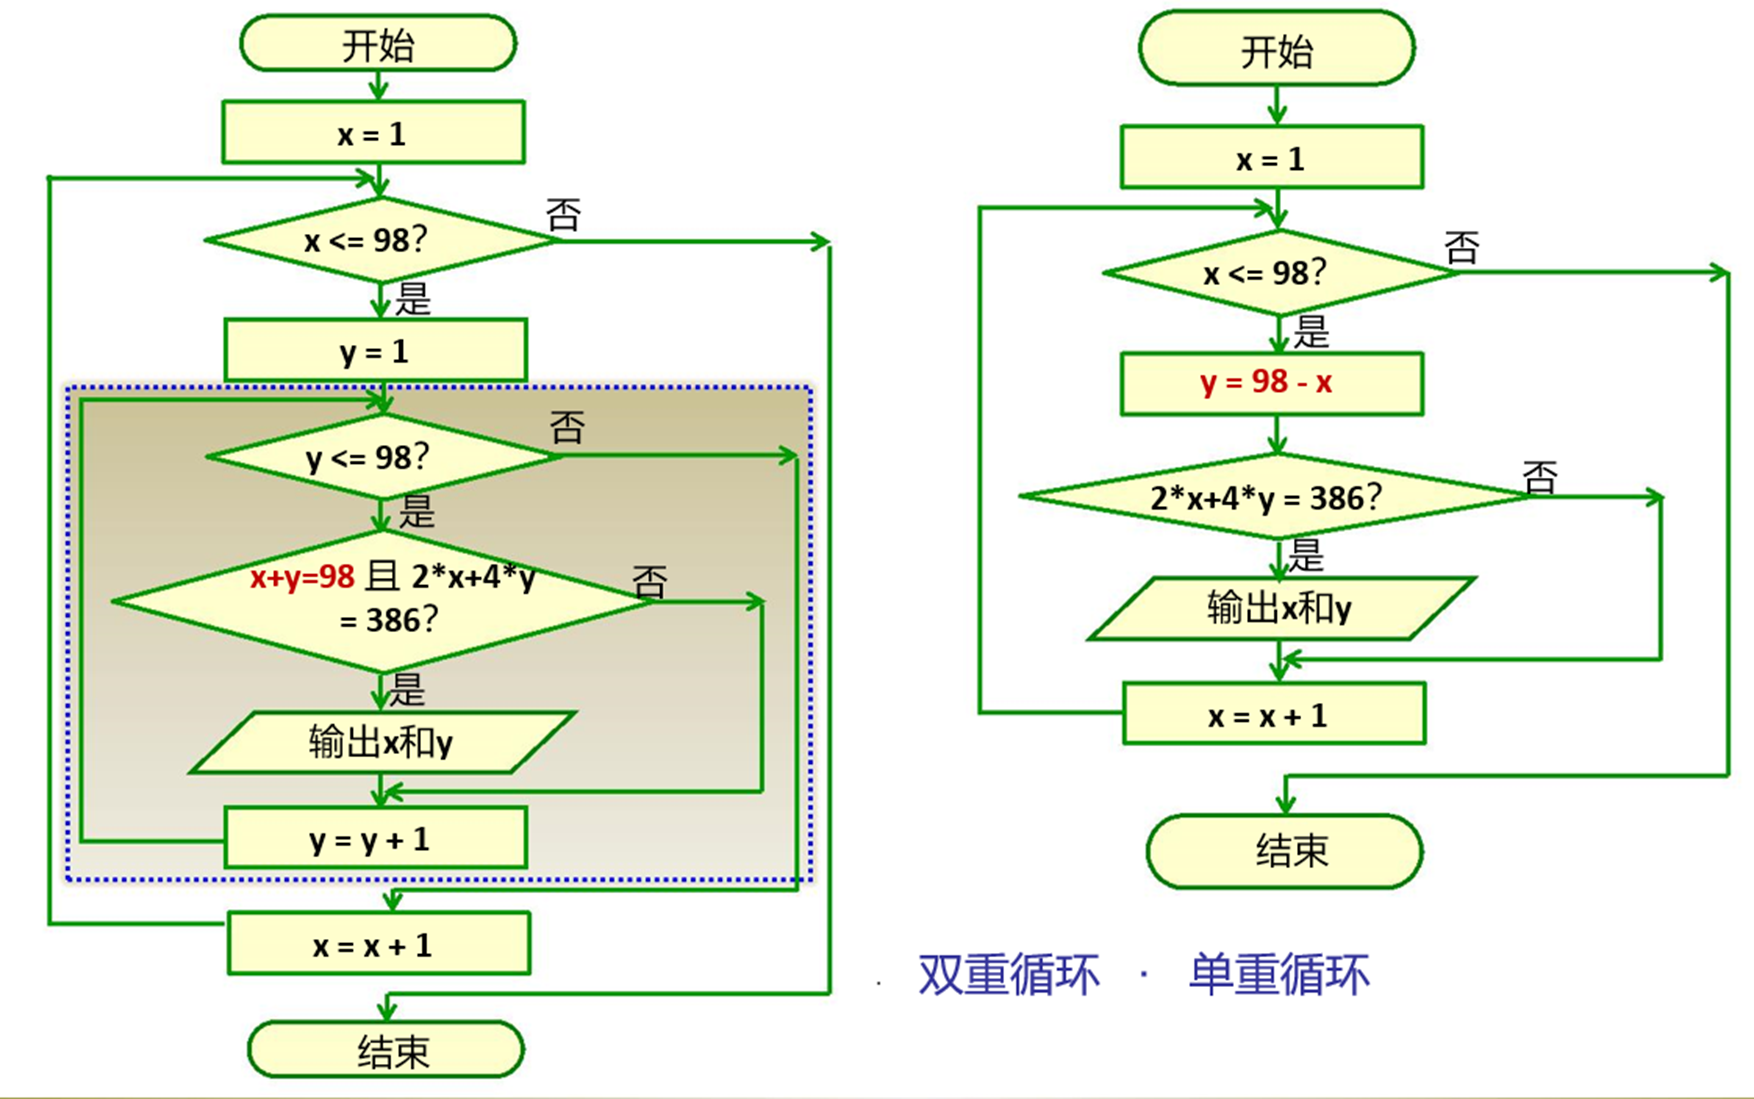 开始
x = 1
x <= 98?
否
是
y = 1
y <= 98?
否
是
x+y=98 且 2*x+4*y
= 386?
否
是
输出x和y
y = y + 1
x = x + 1
结束
开始
x = 1
x <= 98?
否
是
y = 98 - x
2*x+4*y = 386?
否
是
输出x和y
x = x + 1
结束
· 双重循环 · 单重循环